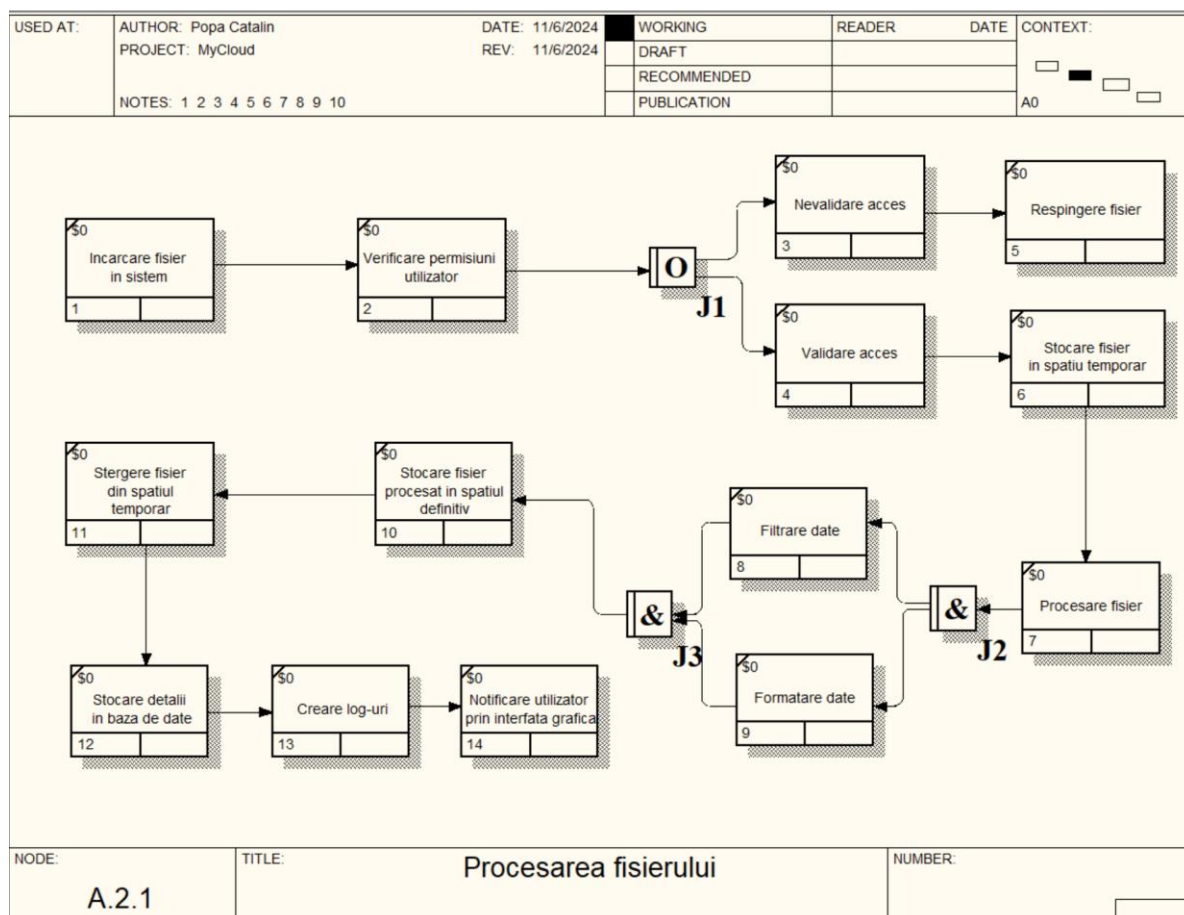 USED AT:
AUTHOR: Popa Catalin
DATE: 11/6/2024
PROJECT: MyCloud
REV: 11/6/2024
NOTES: 1 2 3 4 5 6 7 8 9 10
WORKING
DRAFT
RECOMMENDED
PUBLICATION
READER
DATE
CONTEXT:
A0
$0
Incarcare fisier
in sistem
1
$0
Verificare permisiuni
utilizator
2
O
J1
$0
Nevalidare acces
3
$0
Respingere fisier
5
$0
Validare acces
4
$0
Stocare fisier
in spatiu temporar
6
$0
Stergere fisier
din spatiul
temporar
11
$0
Stocare fisier
procesat in spatiul
definitiv
10
$0
Filtrare date
8
$0
Procesare fisier
7
&
J3
&
J2
$0
Formatare date
9
$0
Stocare detalii
in baza de date
12
$0
Creare log-uri
13
$0
Notificare utilizator
prin interfata grafica
14
NODE:
A.2.1
TITLE:
Procesarea fisierului
NUMBER: